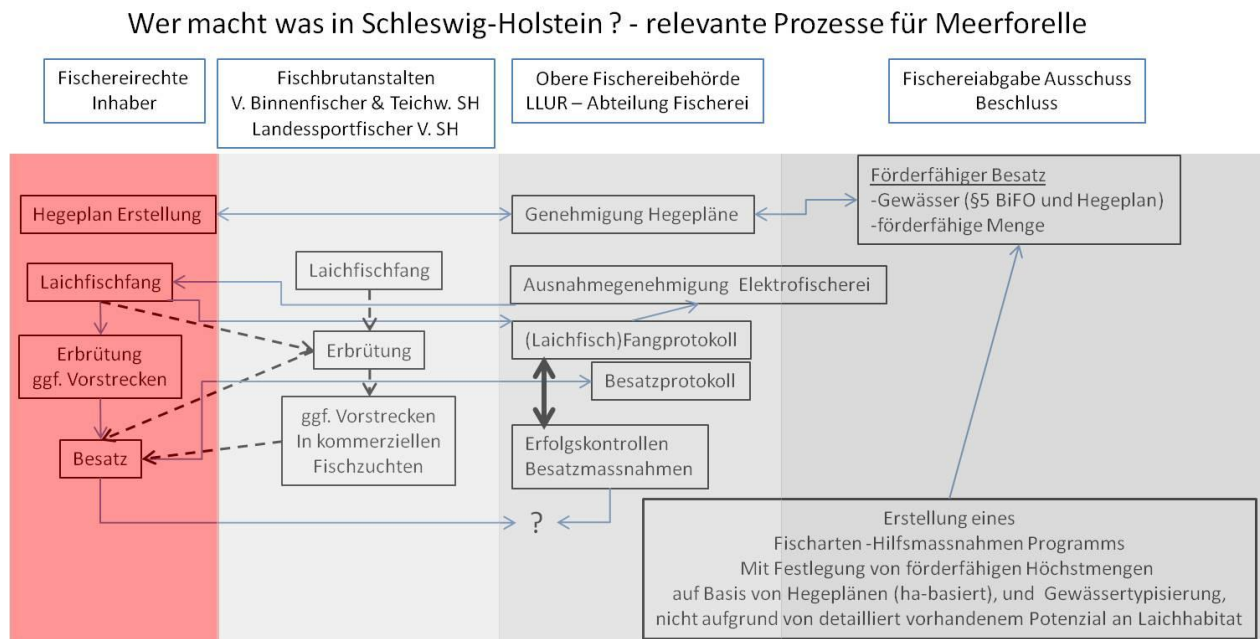 Wer macht was in Schleswig-Holstein ? - relevante Prozesse für Meerforelle
Fischereirechte
Inhaber
Fischbrutanstalten
V. Binnenfischer & Teichw. SH
Landessportfischer V. SH
Obere Fischereibehörde
LLUR – Abteilung Fischerei
Fischereiabgabe Ausschuss
Beschluss
Hegeplan Erstellung
Genehmigung Hegepläne
Förderfähiger Besatz
-Gewässer (§5 BiFO und Hegeplan)
-förderfähige Menge
Laichfischfang
Laichfischfang
Ausnahmegenehmigung Elektrofischerei
Erbrütung
ggf. Vorstrecken
Erbrütung
(Laichfisch)Fangprotokoll
Besatzprotokoll
Besatz
ggf. Vorstrecken
In kommerziellen
Fischzuchten
Erfolgskontrollen
Besatzmassnahmen
?
Erstellung eines
Fischarten -Hilfsmassnahmen Programms
Mit Festlegung von förderfähigen Höchstmengen
auf Basis von Hegeplänen (ha-basiert), und Gewässertypisierung,
nicht aufgrund von detailliert vorhandenem Potenzial an Laichhabitat